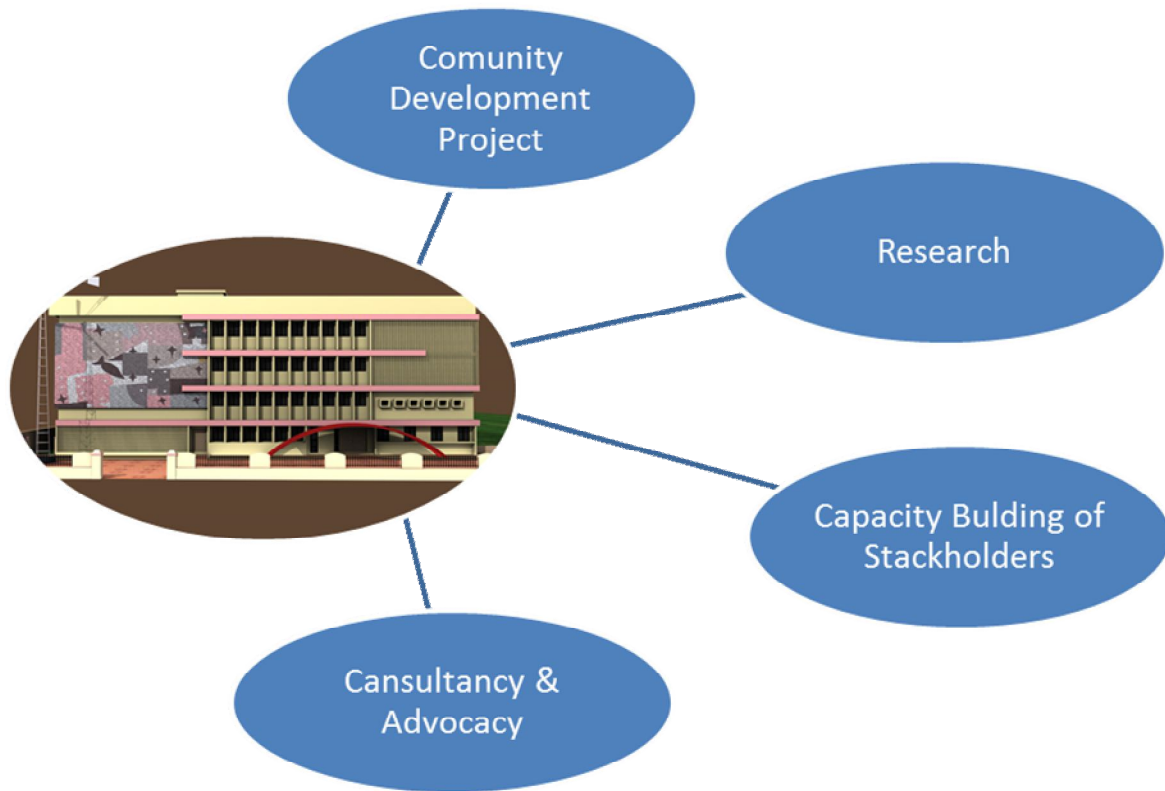 Comunity
Development
Project
Research
Capacity Bulding of
Stackholders
Cansultancy &
Advocacy